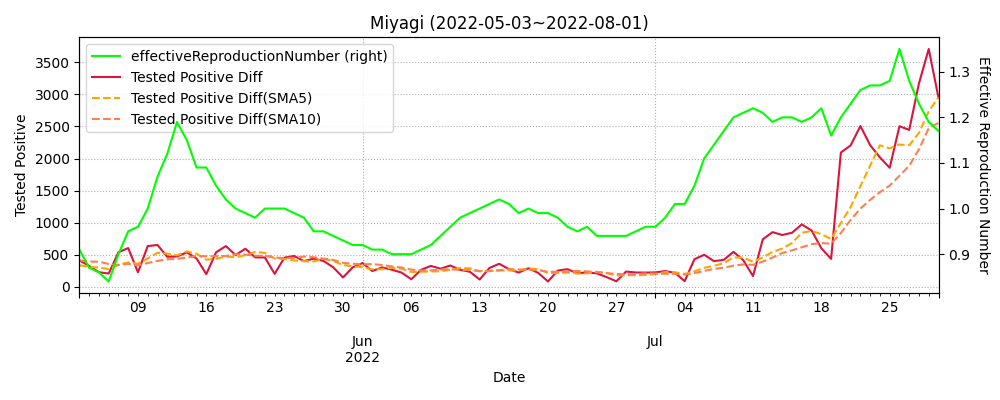 Miyagi (2022-05-03~2022-08-01)
effectiveReproductionNumber (right)
Tested Positive Diff
Tested Positive Diff(SMA5)
Tested Positive Diff(SMA10)
Tested Positive
3500
3000
2500
2000
1500
1000
500
0
1.3
1.2
1.1
1.0
0.9
Effective Reproduction Number
09 16 23 30 06 13 20 27 04 11 18 25
Jun Jul
2022
Date